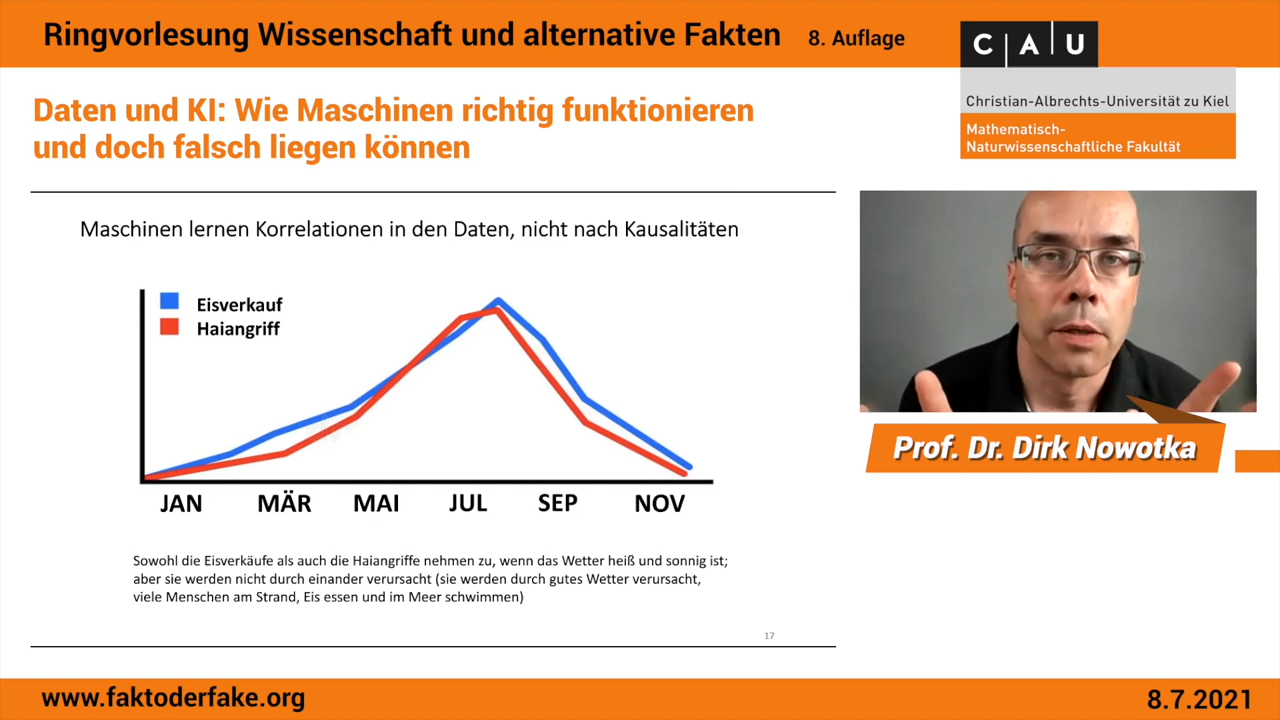 Ringvorlesung Wissenschaft und alternative Fakten 8. Auflage
CAU
Christian-Albrechts-Universität zu Kiel
Mathematisch-
Naturwissenschaftliche Fakultät
Daten und KI: Wie Maschinen richtig funktionieren
und doch falsch liegen können
Maschinen lernen Korrelationen in den Daten, nicht nach Kausalitäten
Eisverkauf
Haiangriff
JAN MÄR MAI JUL SEP NOV
Sowohl die Eisverkäufe als auch die Haiangriffe nehmen zu, wenn das Wetter heiß und sonnig ist;
aber sie werden nicht durch einander verursacht (sie werden durch gutes Wetter verursacht,
viele Menschen am Strand, Eis essen und im Meer schwimmen)
17
Prof. Dr. Dirk Nowotka
www.faktoderfake.org
8.7.2021